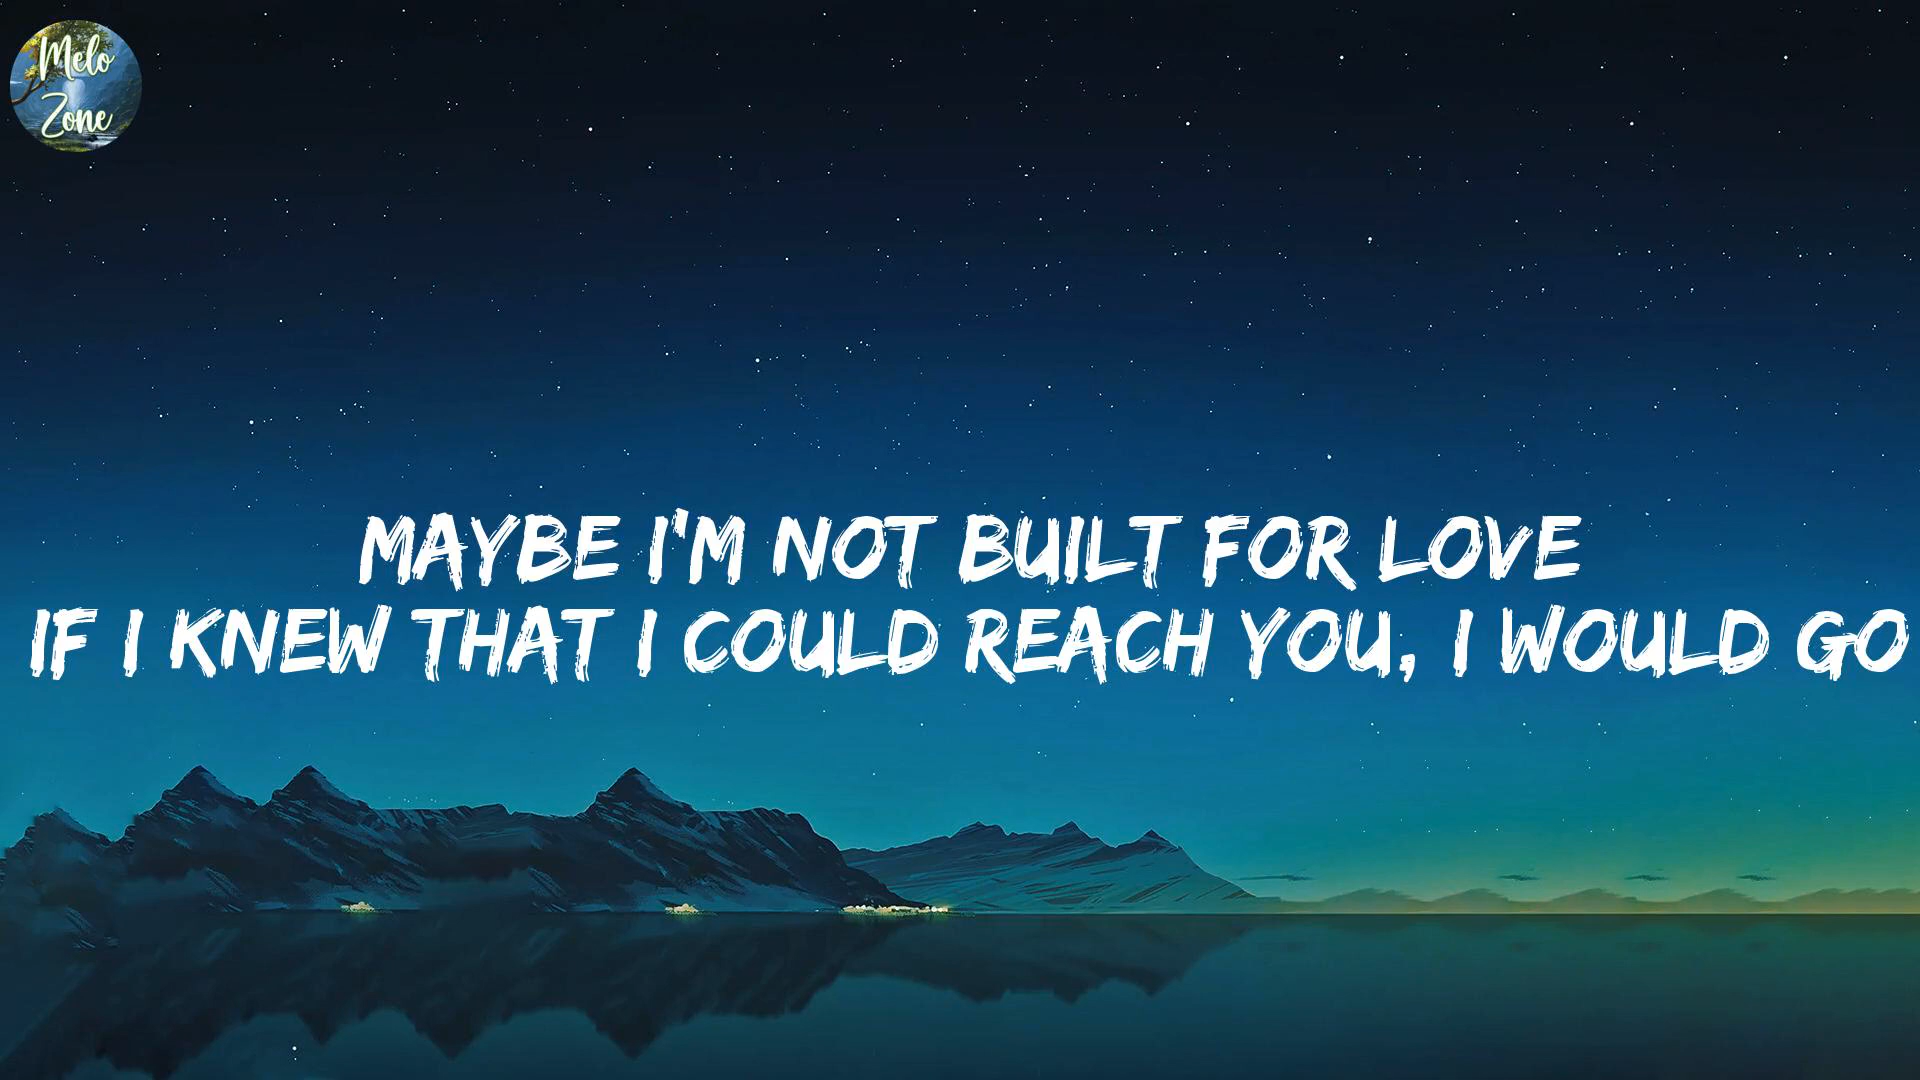 Melo
Zone
MAYBE I'M NOT BUILT FOR LOVE
IF I KNEW THAT I COULD REACH YOU, I WOULD GO